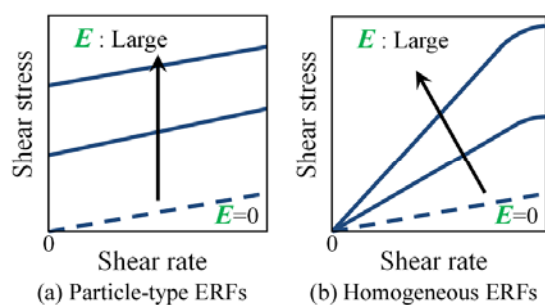 E : Large
Shear stress
E=0
0
Shear rate
(a) Particle-type ERFs
E : Large
Shear stress
E=0
0
Shear rate
(b) Homogeneous ERFs